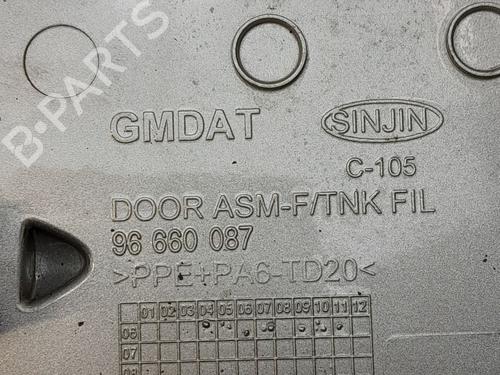 B-PARTS
GMDAT
SINJIN
C-105
DOOR ASM-F/TNK FIL
96 660 087
>PPE+PA6-TD20<
01 02 03 04 05 06 07 08 09 10 11 12
06
07
08